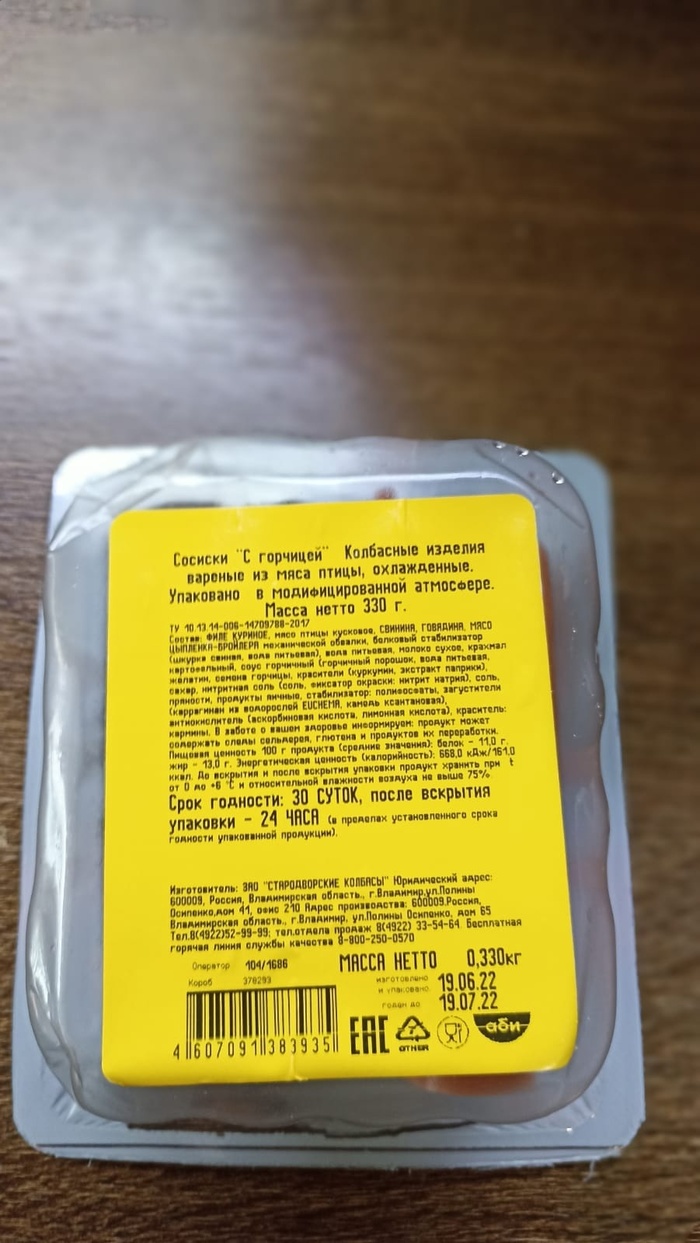 Сосиски "С горчицей" Колбасные изделия
вареные из мяса птицы, охлажденные.
Упаковано в модифицированной атмосфере.
Масса нетто 330 г.
ТУ 10.13.14-006-14709788-2017
Состав: ФИЛЕ КУРИНОЕ, мясо птицы кусковое, СВИНИНА, ГОВЯДИНА, МЯСО
ЦЫПЛЕНКА-БРОЙЛЕРА механической обвалки, белковый стабилизатор
(шкурка свиная, вода питьевая), вода питьевая, молоко сухое, крахмал
картофельный, соус горчичный (горчичный порошок, вода питьевая,
желатин, семена горчицы, красители (куркумин, экстракт паприки),
сахар, нитритная соль (соль, фиксатор окраски: нитрит натрия), соль,
пряности, продукты яичные, стабилизатор: полифосфаты, загустители
(каррагинан из водорослей EUCHEMA, камедь ксантановая),
антиокислитель (аскорбиновая кислота, лимонная кислота), краситель:
кармины. В заботе о вашем здоровье информируем: продукт может
содержать следы сельдерея, глютена и продуктов их переработки.
Пищевая ценность 100 г продукта (средние значения): белок - 11,0 г.
жир - 13,0 г. Энергетическая ценность (калорийность): 668,0 кДж/161,0
ккал. До вскрытия и после вскрытия упаковки продукт хранить при t
от 0 до +6 °С и относительной влажности воздуха не выше 75%
Срок годности: 30 СУТОК, после вскрытия
упаковки - 24 ЧАСА (в пределах установленного срока
годности упакованной продукции).
Изготовитель: ЗАО "СТАРОДВОРСКИЕ КОЛБАСЫ" Юридический адрес:
600009, Россия, Владимирская область., г.Владимир,ул.Полины
Осипенко,дом 41, офис 210 Адрес производства: 600009,Россия,
Владимирская область., г.Владимир, ул.Полины Осипенко, дом 65
Тел.8(4922)52-99-99; тел.отдела продаж 8(4922) 33-54-64 Бесплатная
горячая линия службы качества 8-800-250-0570
Оператор 104/1686 МАССА НЕТТО 0,330кг
Короб 378293 изготовлено и упаковано 19.06.22
годен до 19.07.22
4 607091 383935 ЕАС OTHER аби